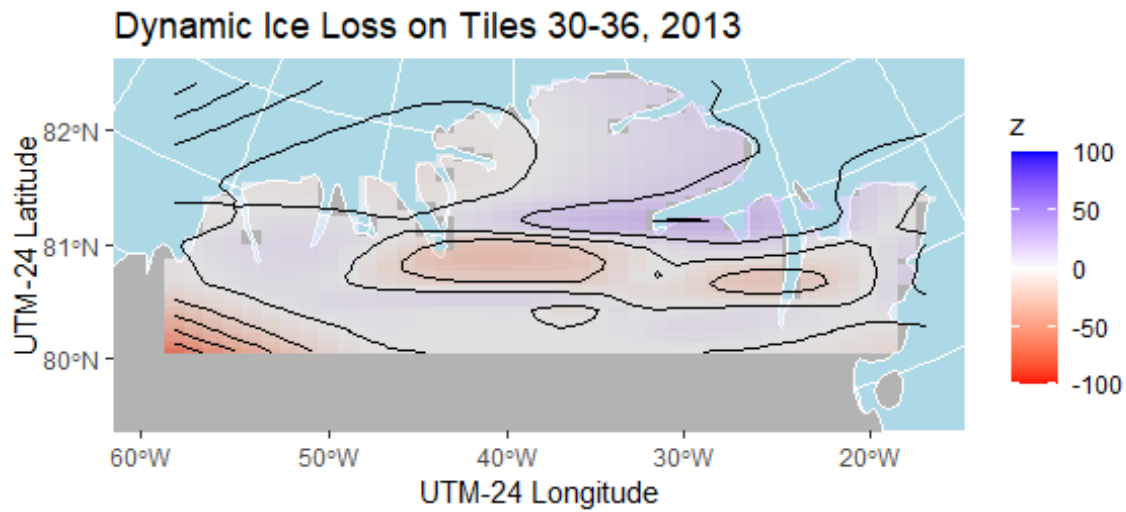 Dynamic Ice Loss on Tiles 30-36, 2013
UTM-24 Latitude
82°N
81°N
80°N
60°W 50°W 40°W 30°W 20°W
UTM-24 Longitude
z
100
50
0
-50
-100